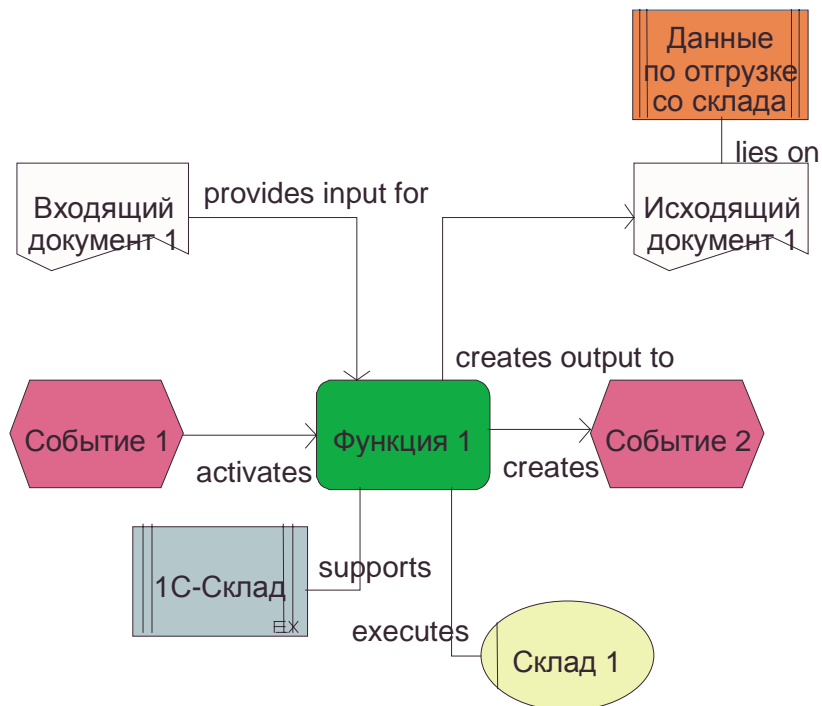 Данные
по отгрузке
со склада
lies on
Входящий
документ 1
provides input for
Исходящий
документ 1
creates output to
Событие 1
activates
Функция 1
creates
Событие 2
1С-Склад
EX
supports
executes
Склад 1